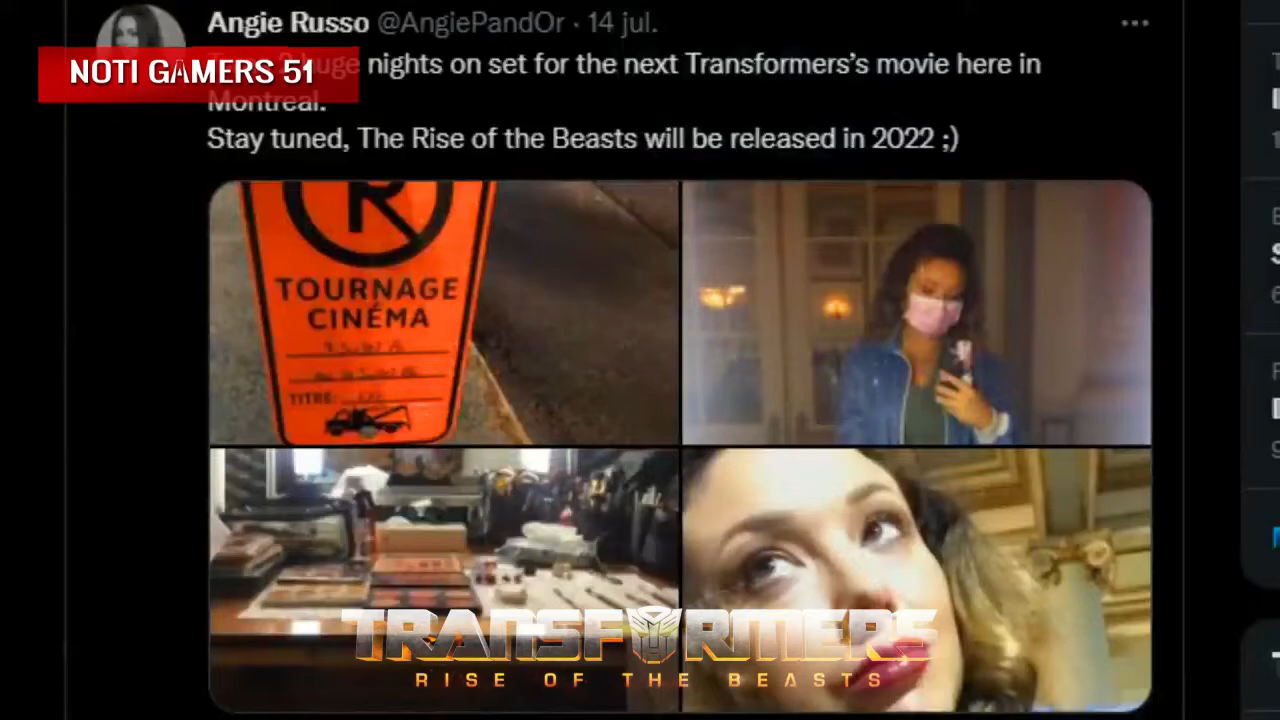 Angie Russo @AngiePandOr · 14 jul.
NOTI GAMERS 51
huge nights on set for the next Transformers's movie here in
Montreal.
Stay tuned, The Rise of the Beasts will be released in 2022 ;)
R
TOURNAGE
CINÉMA
TITRE:
TRANSFORMERS
RISE OF THE BEASTS